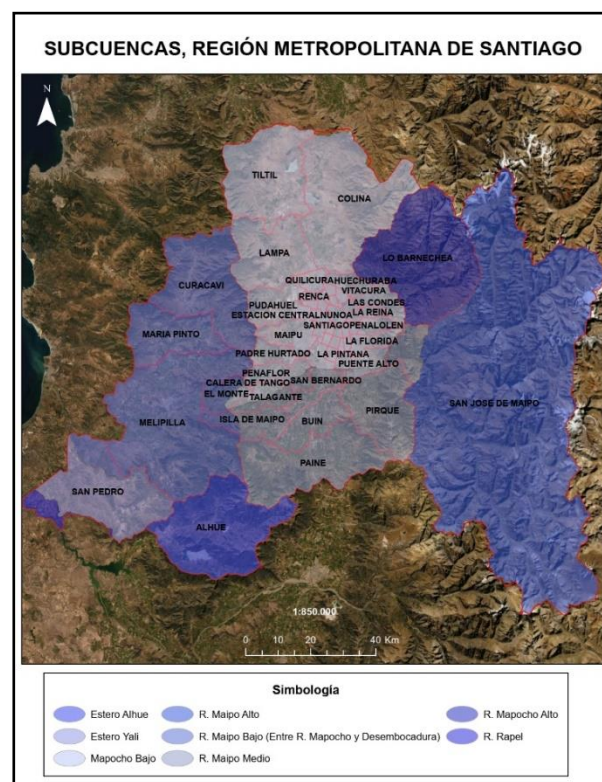 SUBCUENCAS, REGIÓN METROPOLITANA DE SANTIAGO
N
TILTIL
COLINA
LAMPA
LO BARNECHEA
CURACAVI
QUILICURA HUECHURABA
VITACURA
RENCA
PUDAHUEL
LAS CONDES
LA REINA
ESTACION CENTRAL NUNOA
MARIA PINTO
SANTIAGO PENALOLEN
MAIPU
LA FLORIDA
PADRE HURTADO
LA PINTANA
PUENTE ALTO
PENAFLOR
CALERA DE TANGO
SAN BERNARDO
EL MONTE
TALAGANTE
SAN JOSE DE MAIPO
MELIPILLA
ISLA DE MAIPO
BUIN
PIRQUE
PAINE
SAN PEDRO
ALHUE
1:850.000
0 10 20 40 Km
Simbología
Estero Alhue
Estero Yali
Mapocho Bajo
R. Maipo Alto
R. Maipo Bajo (Entre R. Mapocho y Desembocadura)
R. Maipo Medio
R. Mapocho Alto
R. Rapel